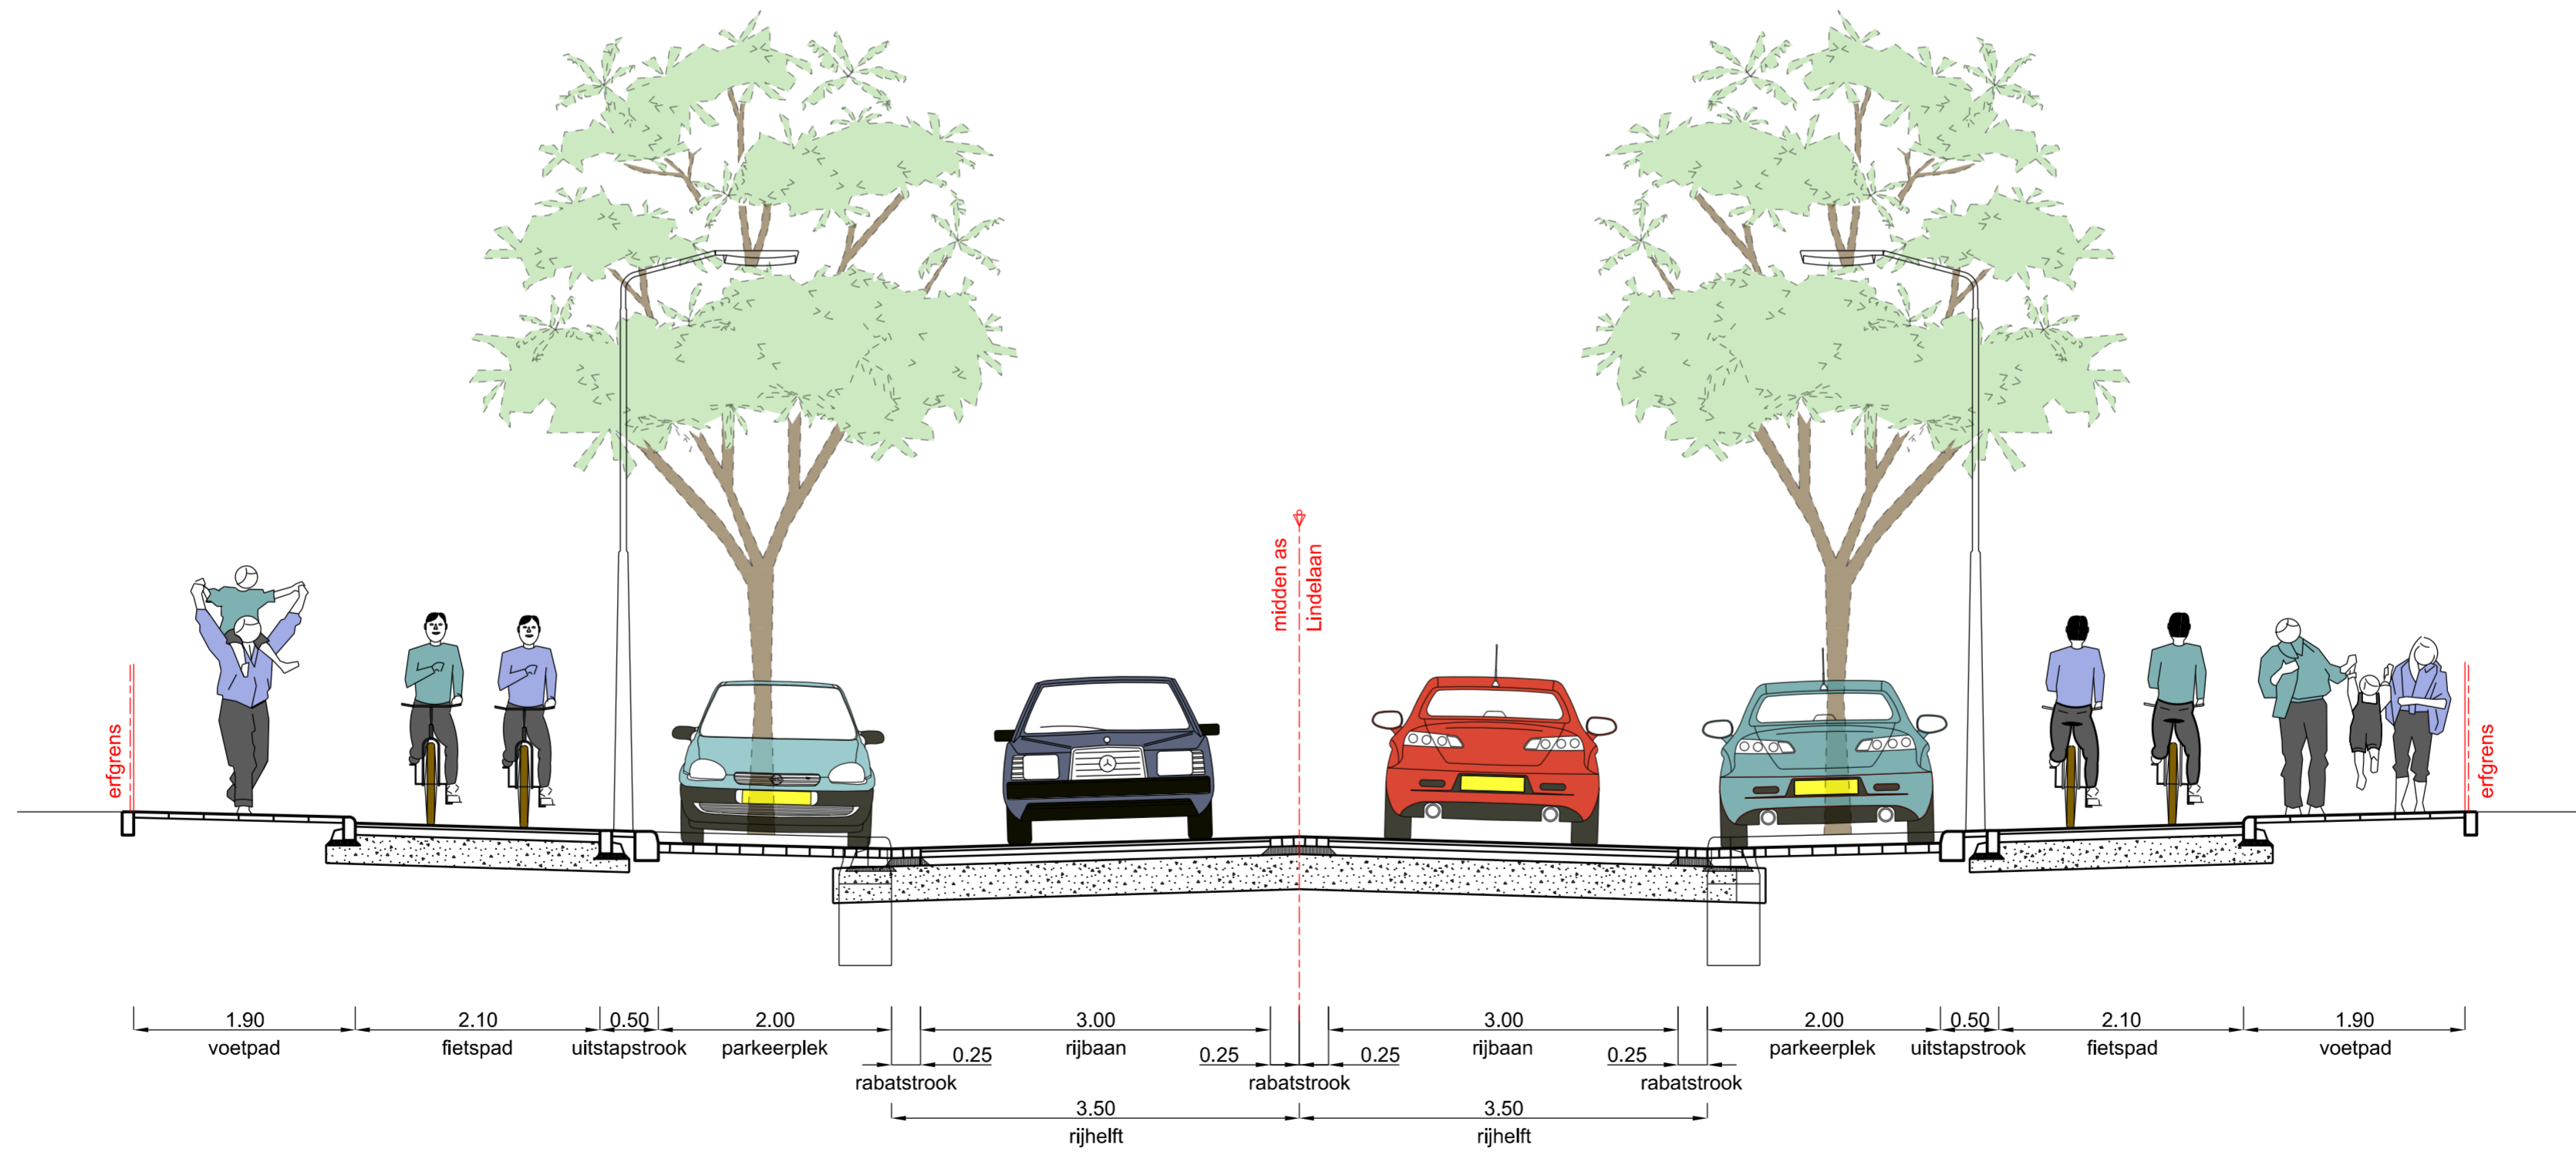 midden as
Lindelaan
erfgrens
erfgrens
1.90 2.10 0.50 2.00 3.00 3.00 2.00 0.50 2.10 1.90
voetpad fietspad uitstapstrook parkeerplek rijbaan rijbaan parkeerplek uitstapstrook fietspad voetpad
0.25 0.25 0.25 0.25
rabatstrook rabatstrook rabatstrook
3.50 3.50
rijhelft rijhelft